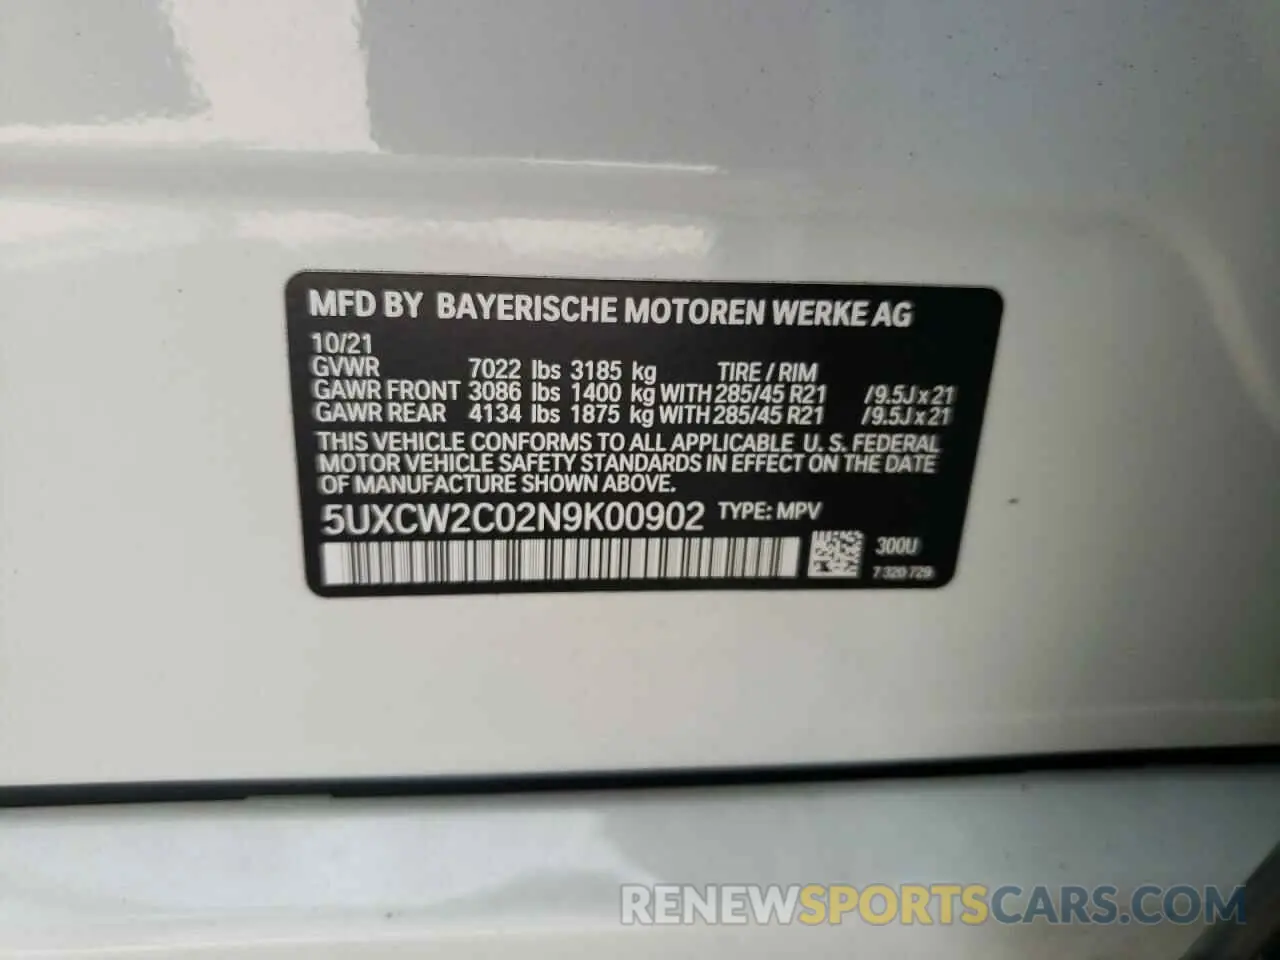 MFD BY BAYERISCHE MOTOREN WERKE AG
10/21
GVWR 7022 lbs 3185 kg TIRE / RIM
GAWR FRONT 3086 lbs 1400 kg WITH 285/45 R21 /9.5J x 21
GAWR REAR 4134 lbs 1875 kg WITH 285/45 R21 /9.5J x 21
THIS VEHICLE CONFORMS TO ALL APPLICABLE U. S. FEDERAL
MOTOR VEHICLE SAFETY STANDARDS IN EFFECT ON THE DATE
OF MANUFACTURE SHOWN ABOVE.
5UXCW2C02N9K00902 TYPE: MPV
300U
7 320 729
RENEWSPORTSCARS.COM